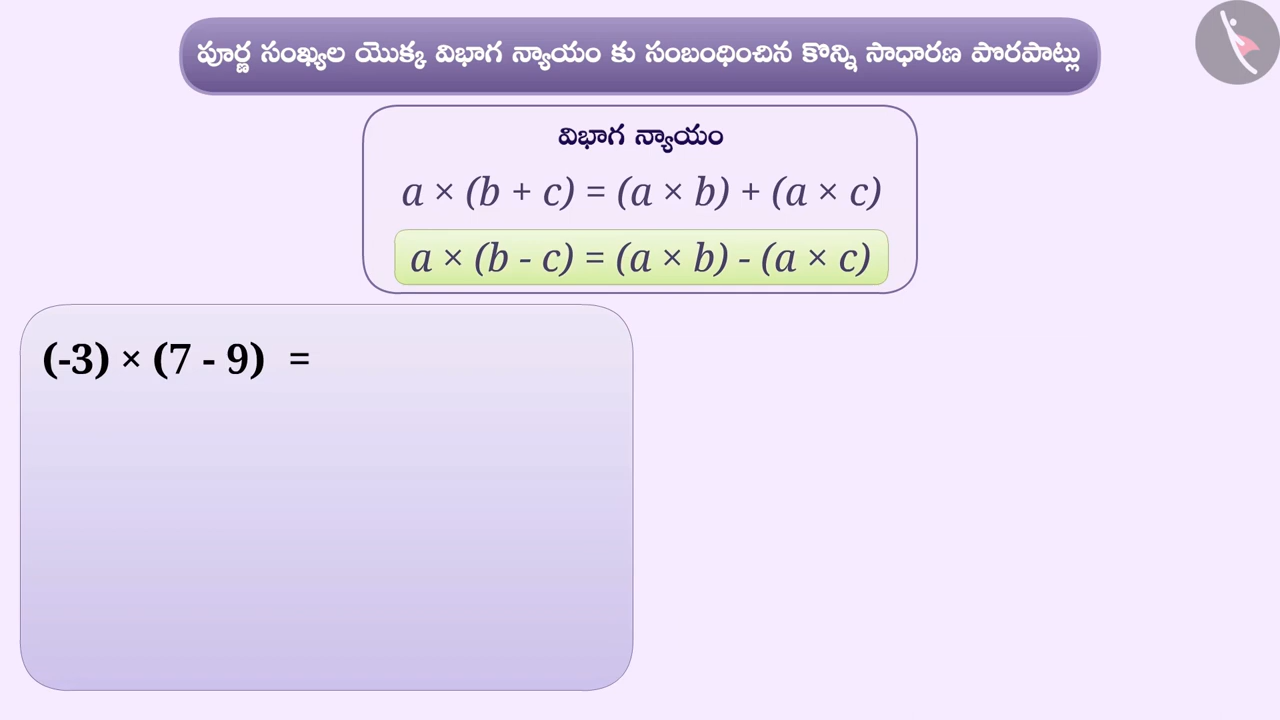 పూర్ణ సంఖ్యల యొక్క విభాగ న్యాయం కు సంబంధించిన కొన్ని సాధారణ పొరపాట్లు
విభాగ న్యాయం
a × (b + c) = (a × b) + (a × c)
a × (b - c) = (a × b) - (a × c)
(-3) × (7 - 9) =